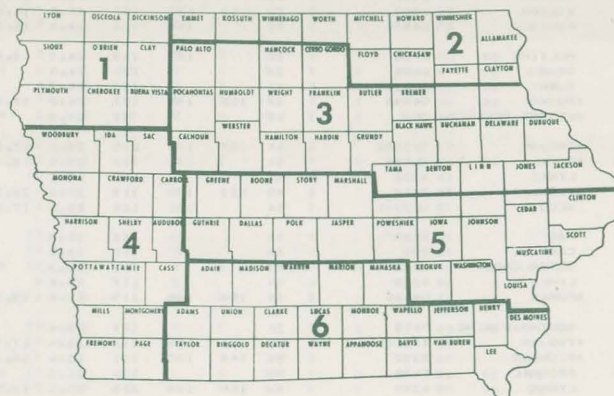 LYON OSCEOLA DICKINSON EMMET KOSSUTH WINNEBAGO WORTH MITCHELL HOWARD WINNESHIEK ALLAMAKEE
SIOUX O'BRIEN CLAY PALO ALTO HANCOCK CERRO GORDO FLOYD CHICKASAW 2
1 FAYETTE CLAYTON
PLYMOUTH CHEROKEE BUENA VISTA POCAHONTAS HUMBOLDT WRIGHT FRANKLIN BUTLER BREMER
3
WEBSTER BLACK HAWK BUCHANAN DELAWARE DUBUQUE
WOODBURY IDA SAC CALHOUN HAMILTON HARDIN GRUNDY
TAMA BENTON LINN JONES JACKSON
MONONA CRAWFORD CARROLL GREENE BOONE STORY MARSHALL
CLINTON
CEDAR
HARRISON SHELBY AUDUBON GUTHRIE DALLAS POLK JASPER POWESHIEK IOWA JOHNSON
SCOTT
4 5
MUSCATINE
POTTAWATTAMIE CASS ADAIR MADISON WARREN MARION MAHASKA KEOKUK WASHINGTON
LOUISA
MILLS MONTGOMERY ADAMS UNION CLARKE LUCAS MONROE WAPELLO JEFFERSON HENRY
DES MOINES
6
FREMONT PAGE TAYLOR RINGGOLD DECATUR WAYNE APPANOOSE DAVIS VAN BUREN
LEE